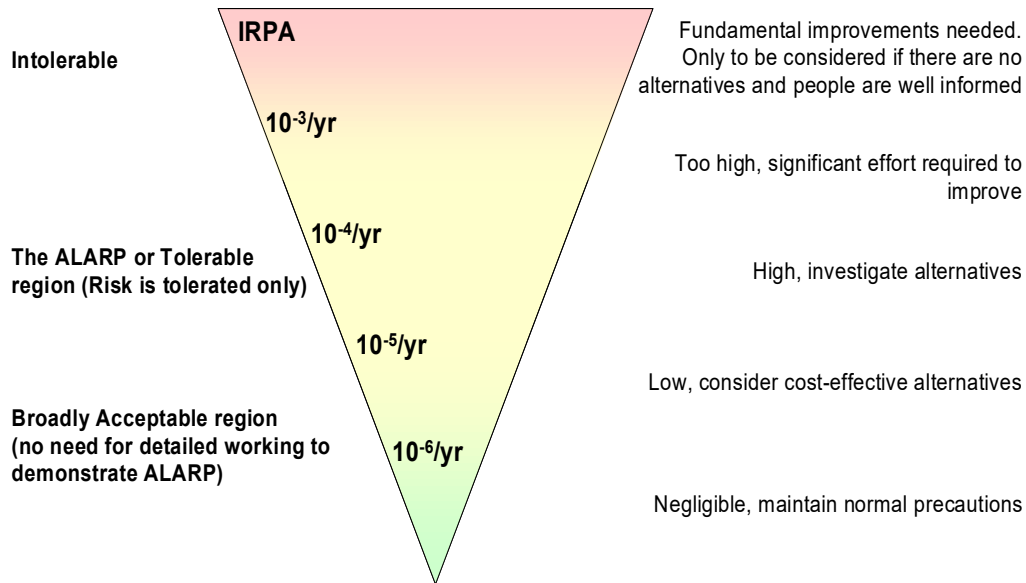 IRPA
Fundamental improvements needed.
Only to be considered if there are no
alternatives and people are well informed
Intolerable
10⁻³/yr
Too high, significant effort required to
improve
10⁻⁴/yr
The ALARP or Tolerable
region (Risk is tolerated only)
High, investigate alternatives
10⁻⁵/yr
Low, consider cost-effective alternatives
Broadly Acceptable region
(no need for detailed working to
demonstrate ALARP)
10⁻⁶/yr
Negligible, maintain normal precautions